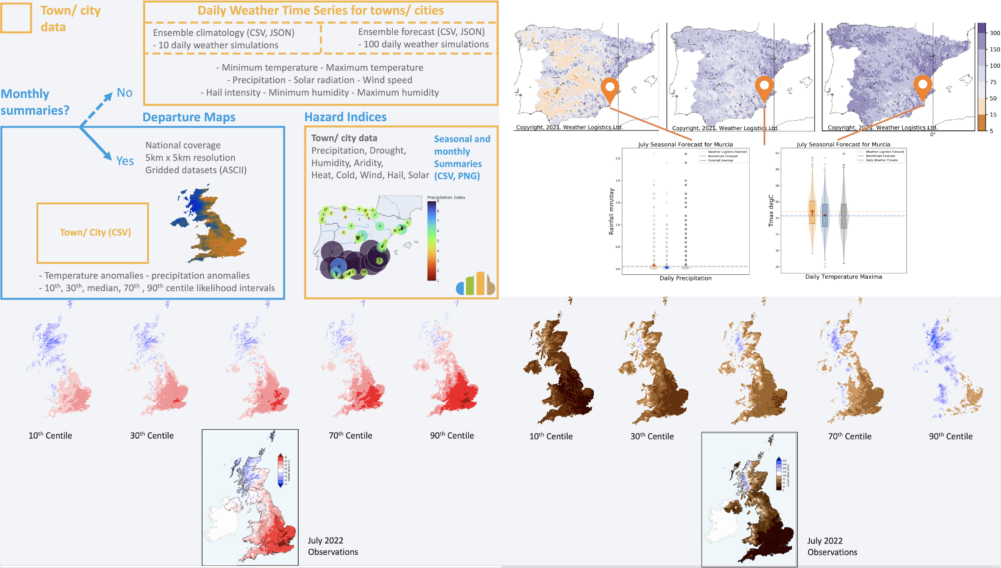 Town/ city
data
Daily Weather Time Series for towns/ cities
Ensemble climatology (CSV, JSON)
- 10 daily weather simulations
Ensemble forecast (CSV, JSON)
- 100 daily weather simulations
- Minimum temperature - Maximum temperature
- Precipitation - Solar radiation - Wind speed
- Hail intensity - Minimum humidity - Maximum humidity
Monthly
summaries?
No
Yes
Departure Maps
National coverage
5km x 5km resolution
Gridded datasets (ASCII)
Town/ City (CSV)
- Temperature anomalies - precipitation anomalies
- 10th, 30th, median, 70th , 90th centile likelihood intervals
Hazard Indices
Town/ city data
Precipitation, Drought,
Humidity, Aridity,
Heat, Cold, Wind, Hail, Solar
Seasonal and
monthly
Summaries
(CSV, PNG)
Precipitation Index
Copyright, 2021. Weather Logistics Ltd.
Copyright, 2021. Weather Logistics Ltd.
Copyright, 2021. Weather Logistics Ltd.
300
150
100
75
50
15
5
July Seasonal Forecast for Murcia
Rainfall mm/day
Daily Precipitation
July Seasonal Forecast for Murcia
Tmax degC
Daily Temperature Maxima
10th Centile
30th Centile
70th Centile
90th Centile
July 2022
Observations
10th Centile
30th Centile
70th Centile
90th Centile
July 2022
Observations